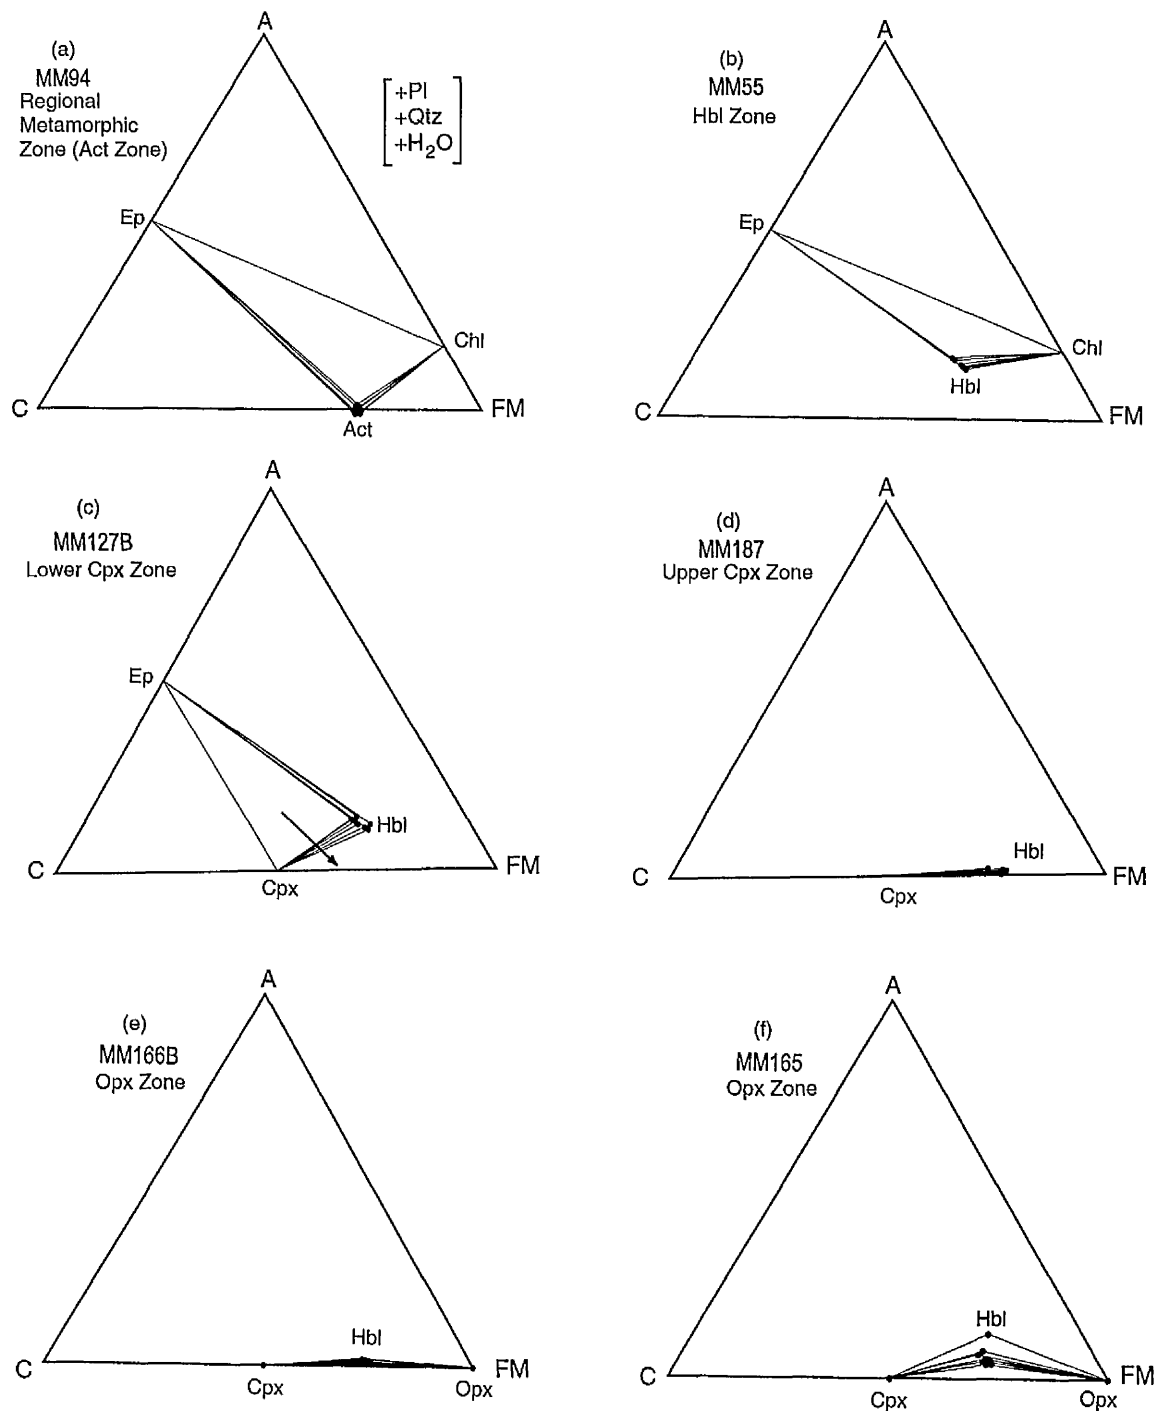 A
(a)
MM94
Regional
Metamorphic
Zone (Act Zone)
+Pl
+Qtz
+H2O
Ep
Chl
C
FM
Act
A
(b)
MM55
Hbl Zone
Ep
Chl
Hbl
C
FM
A
(c)
MM127B
Lower Cpx Zone
Ep
Hbl
C
FM
Cpx
A
(d)
MM187
Upper Cpx Zone
Hbl
C
FM
Cpx
A
(e)
MM166B
Opx Zone
Hbl
C
FM
Cpx
Opx
A
(f)
MM165
Opx Zone
Hbl
C
FM
Cpx
Opx